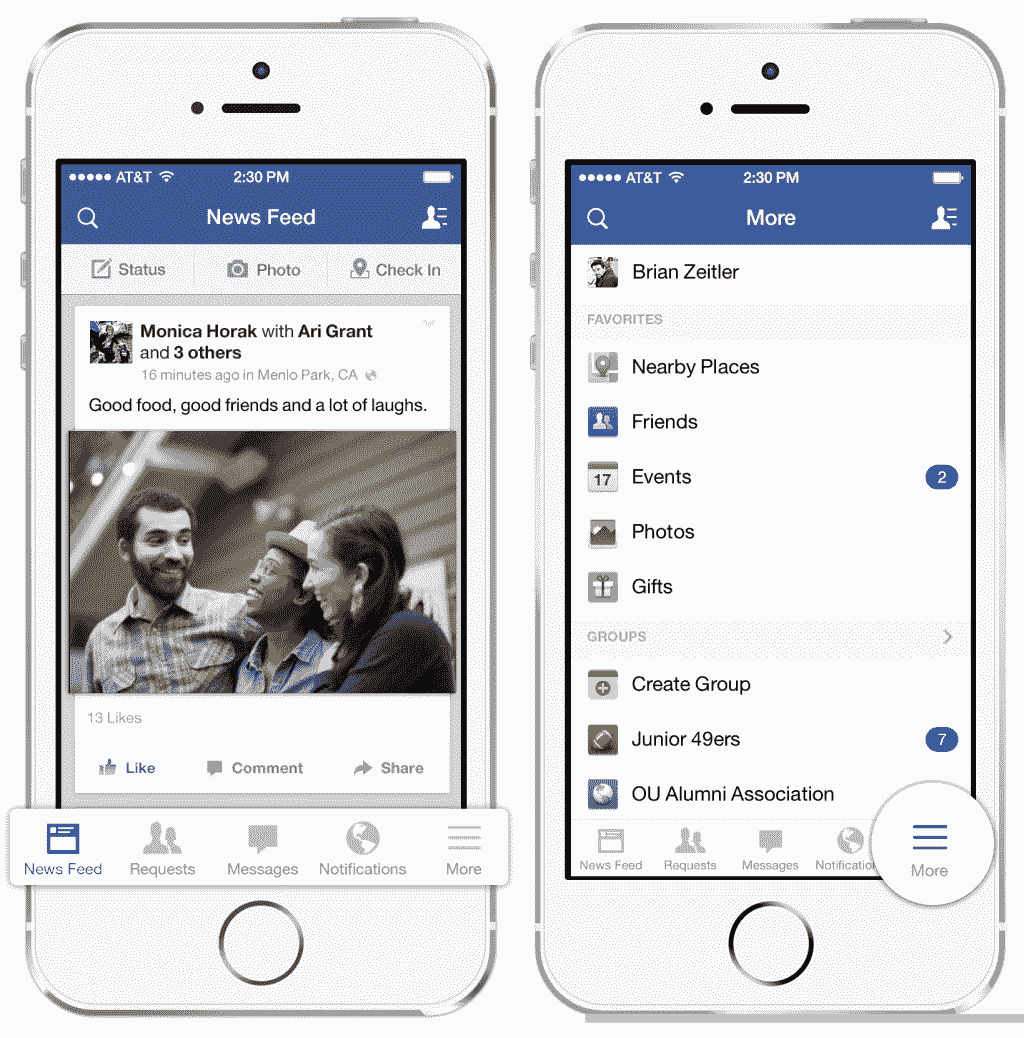 AT&T 2:30 PM
News Feed
Status Photo Check In
Monica Horak with Ari Grant
and 3 others
16 minutes ago in Menlo Park, CA
Good food, good friends and a lot of laughs.
13 Likes
Like Comment Share
News Feed Requests Messages Notifications More
AT&T 2:30 PM
More
Brian Zeitler
FAVORITES
Nearby Places
Friends
17 Events 2
Photos
Gifts
GROUPS
Create Group
Junior 49ers 7
OU Alumni Association
News Feed Requests Messages Notification More